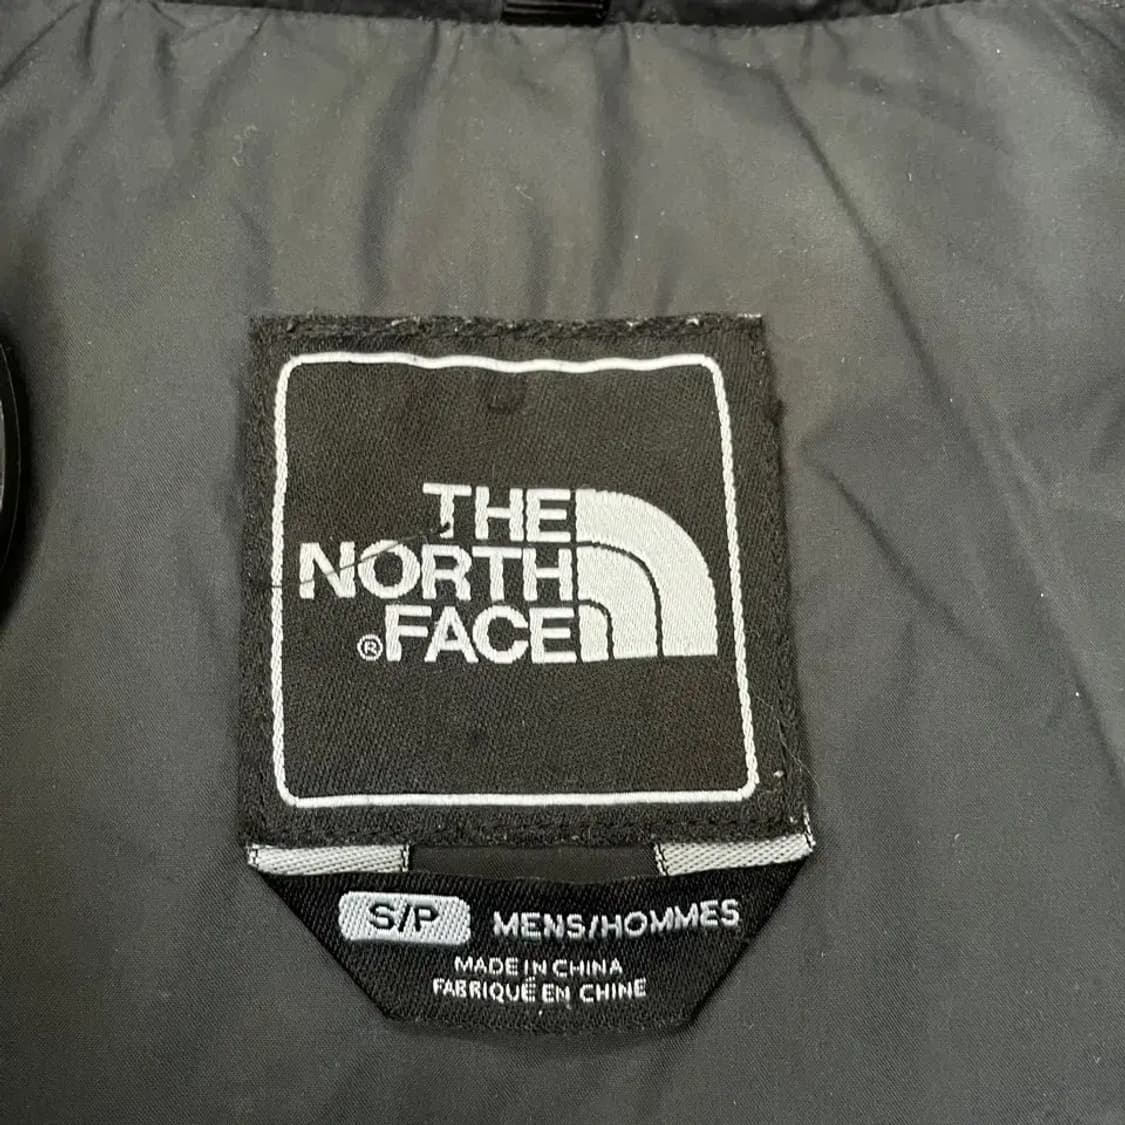 THE
NORTH
®FACE
S/P MENS/HOMMES
MADE IN CHINA
FABRIQUÉ EN CHINE